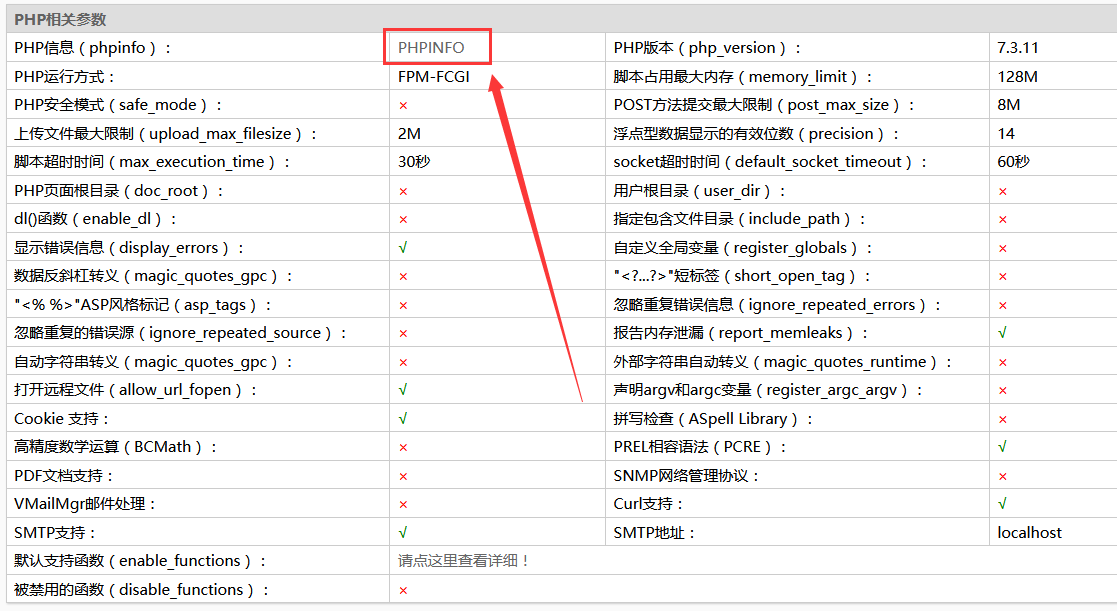 PHP相关参数
PHP信息（phpinfo）： PHPINFO PHP版本（php_version）： 7.3.11
PHP运行方式： FPM-FCGI 脚本占用最大内存（memory_limit）： 128M
PHP安全模式（safe_mode）： × POST方法提交最大限制（post_max_size）： 8M
上传文件最大限制（upload_max_filesize）： 2M 浮点型数据显示的有效位数（precision）： 14
脚本超时时间（max_execution_time）： 30秒 socket超时时间（default_socket_timeout）： 60秒
PHP页面根目录（doc_root）： × 用户根目录（user_dir）： ×
dl()函数（enable_dl）： × 指定包含文件目录（include_path）： ×
显示错误信息（display_errors）： √ 自定义全局变量（register_globals）： ×
数据反斜杠转义（magic_quotes_gpc）： × "<?...?>"短标签（short_open_tag）： ×
"<% %>"ASP风格标记（asp_tags）： × 忽略重复错误信息（ignore_repeated_errors）： ×
忽略重复的错误源（ignore_repeated_source）： × 报告内存泄漏（report_memleaks）： √
自动字符串转义（magic_quotes_gpc）： × 外部字符串自动转义（magic_quotes_runtime）： ×
打开远程文件（allow_url_fopen）： √ 声明argv和argc变量（register_argc_argv）： ×
Cookie 支持： √ 拼写检查（ASpell Library）： ×
高精度数学运算（BCMath）： × PREL相容语法（PCRE）： √
PDF文档支持： × SNMP网络管理协议： ×
VMailMgr邮件处理： × Curl支持： √
SMTP支持： √ SMTP地址： localhost
默认支持函数（enable_functions）： 请点这里查看详细！
被禁用的函数（disable_functions）： ×